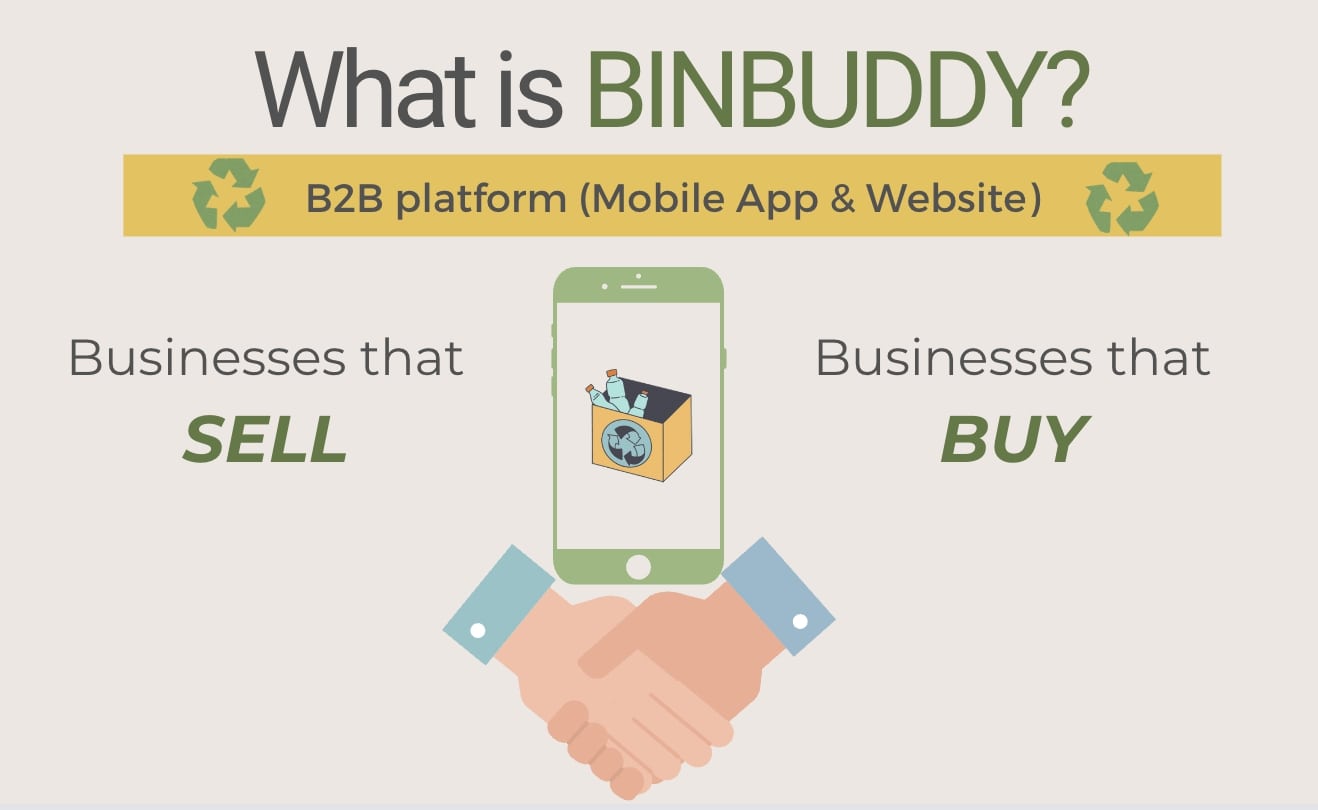 What is BINBUDDY?
B2B platform (Mobile App & Website)
Businesses that
SELL
Businesses that
BUY